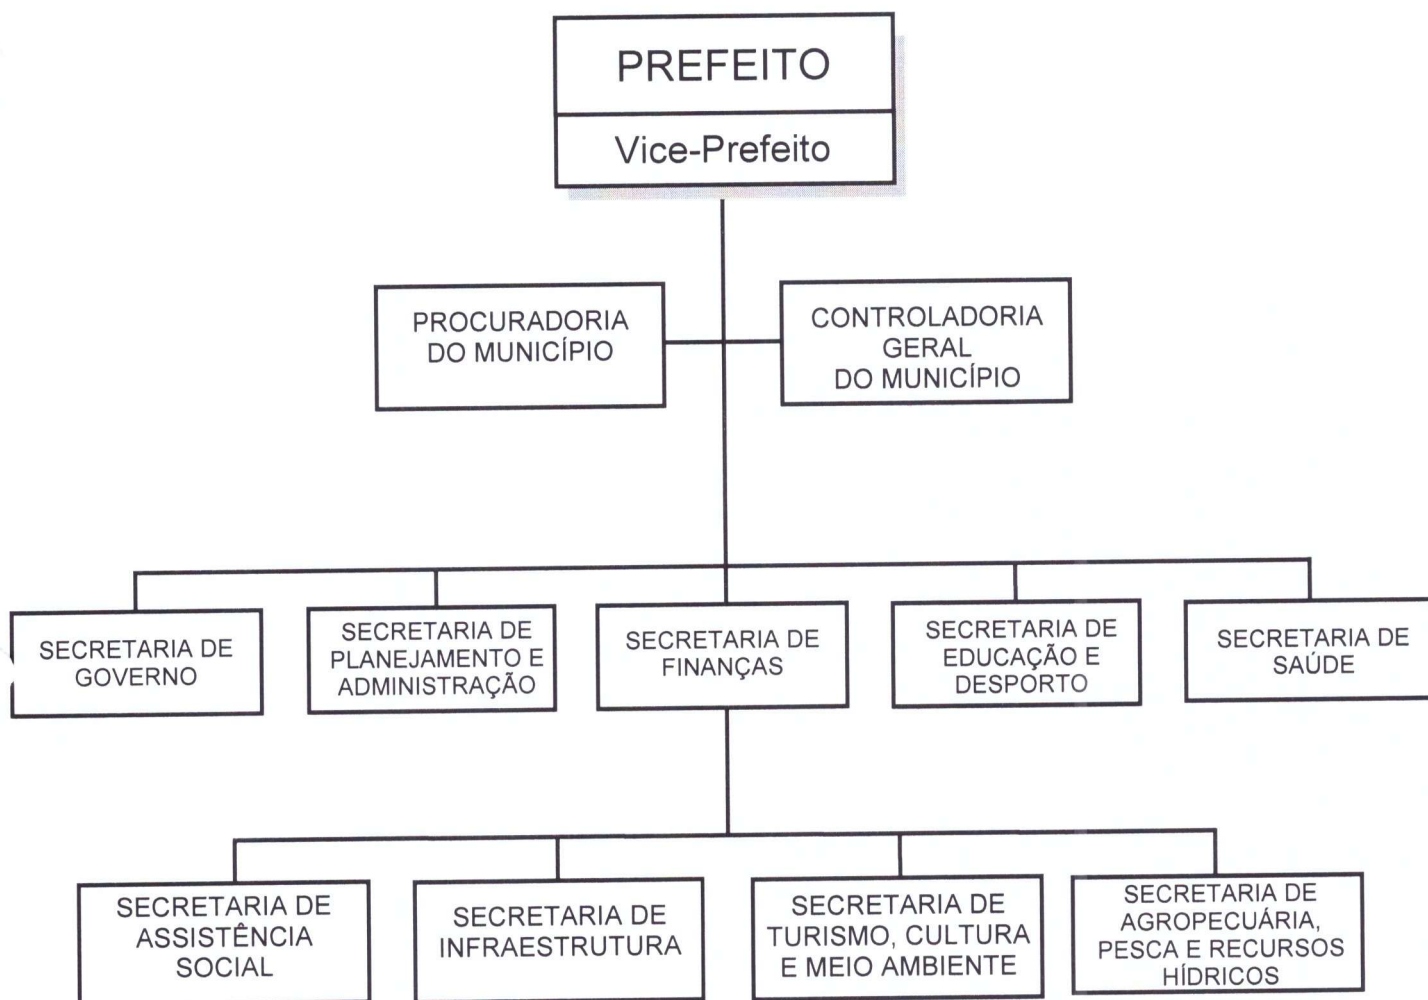 PREFEITO
Vice-Prefeito
PROCURADORIA
DO MUNICÍPIO
CONTROLADORIA
GERAL
DO MUNICÍPIO
SECRETARIA DE
GOVERNO
SECRETARIA DE
PLANEJAMENTO E
ADMINISTRAÇÃO
SECRETARIA DE
FINANÇAS
SECRETARIA DE
EDUCAÇÃO E
DESPORTO
SECRETARIA DE
SAÚDE
SECRETARIA DE
ASSISTÊNCIA
SOCIAL
SECRETARIA DE
INFRAESTRUTURA
SECRETARIA DE
TURISMO, CULTURA
E MEIO AMBIENTE
SECRETARIA DE
AGROPECUÁRIA,
PESCA E RECURSOS
HÍDRICOS